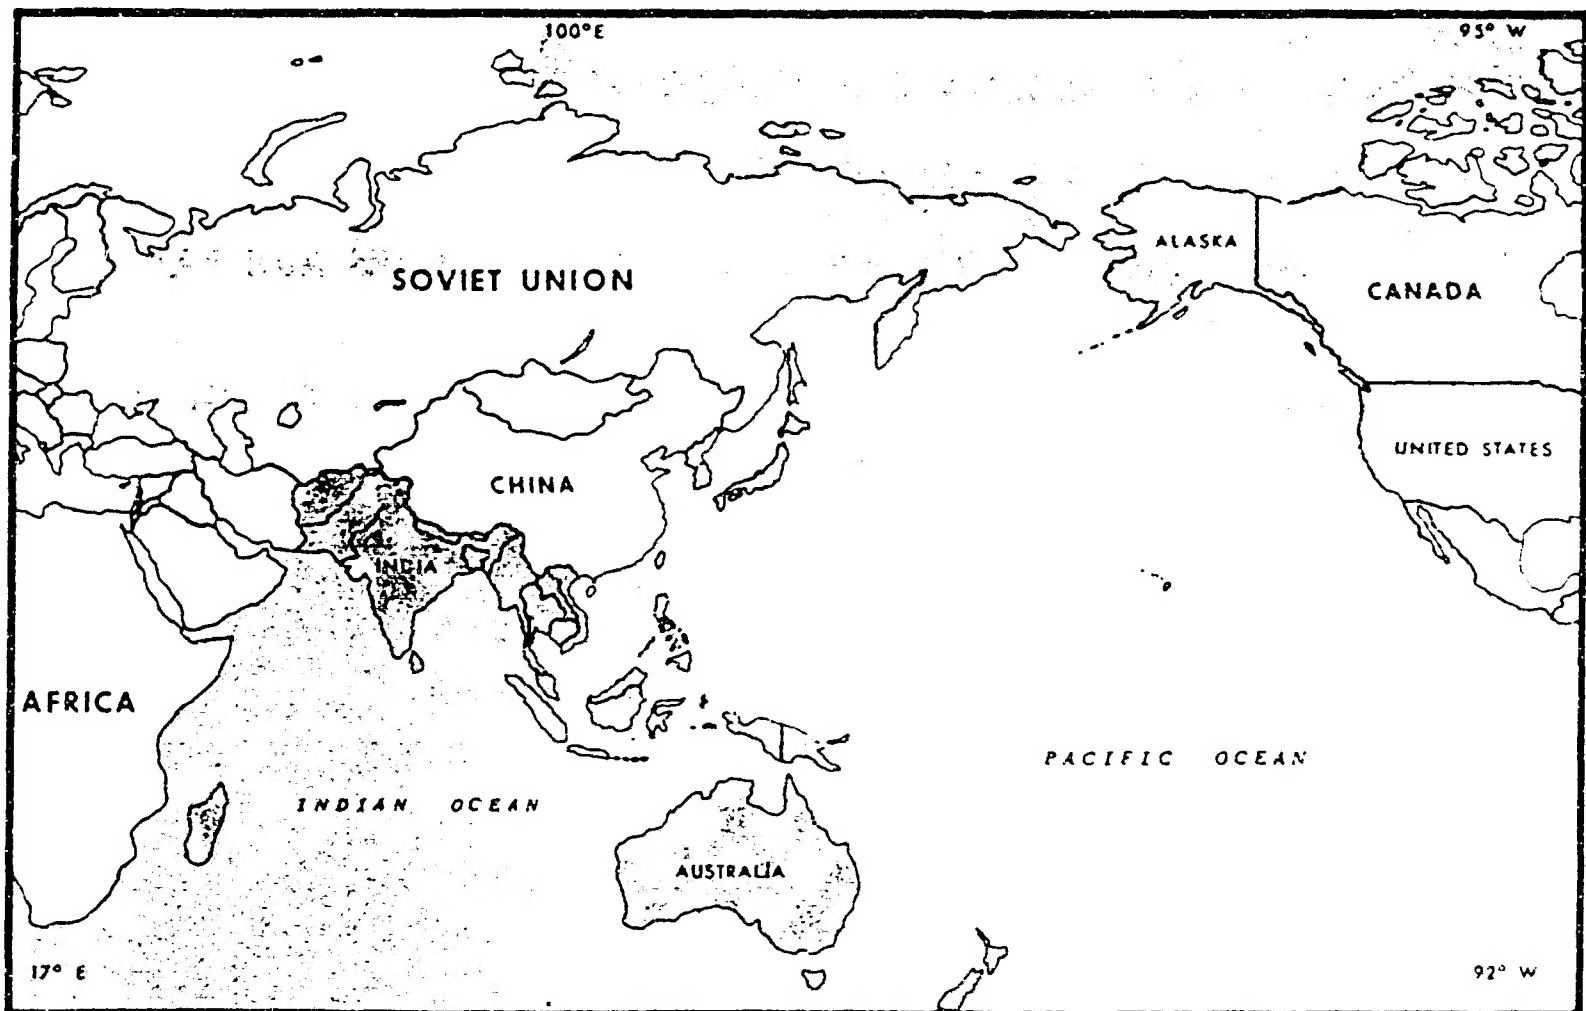 100°E
95° W
ALASKA
SOVIET UNION
CANADA
UNITED STATES
CHINA
INDIA
AFRICA
PACIFIC OCEAN
INDIAN OCEAN
AUSTRALIA
17° E
92° W